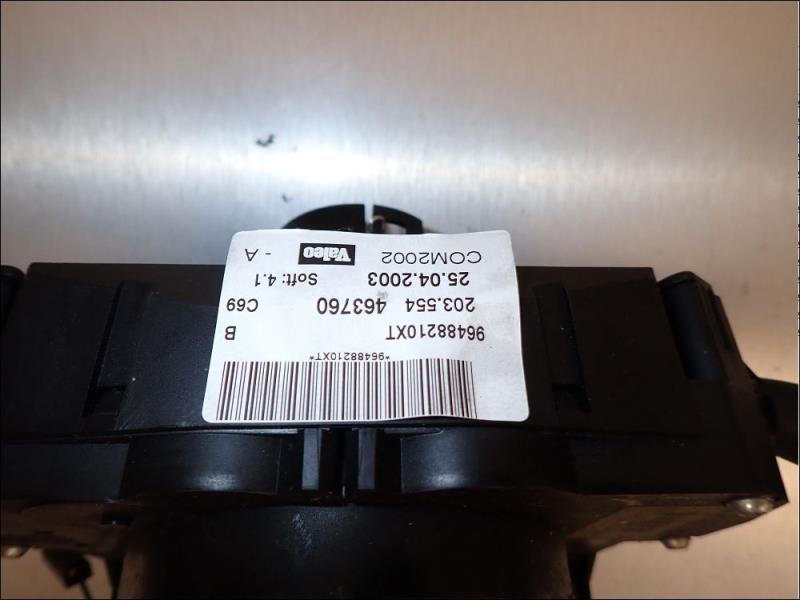 *96488210XT*
96488210XT B
203.554 463760 C69
25.04.2003 Soft: 4.1
COM2002 Valeo - A